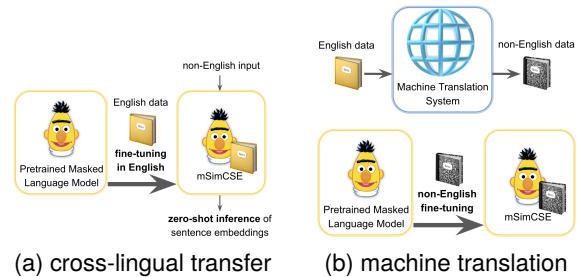 non-English input
English data
fine-tuning
in English
Pretrained Masked
Language Model
mSimCSE
zero-shot inference of
sentence embeddings
(a) cross-lingual transfer
English data
non-English data
Machine Translation
System
non-English
fine-tuning
Pretrained Masked
Language Model
mSimCSE
(b) machine translation